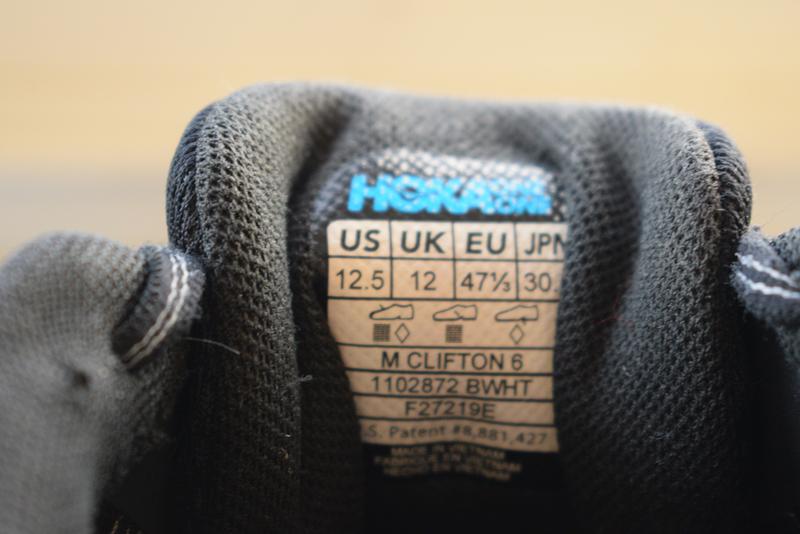 HOKA ONE ONE
US UK EU JPN
12.5 12 47⅓ 30.
M CLIFTON 6
1102872 BWHT
F27219E
.S. Patent #8,881,427
MADE IN VIETNAM